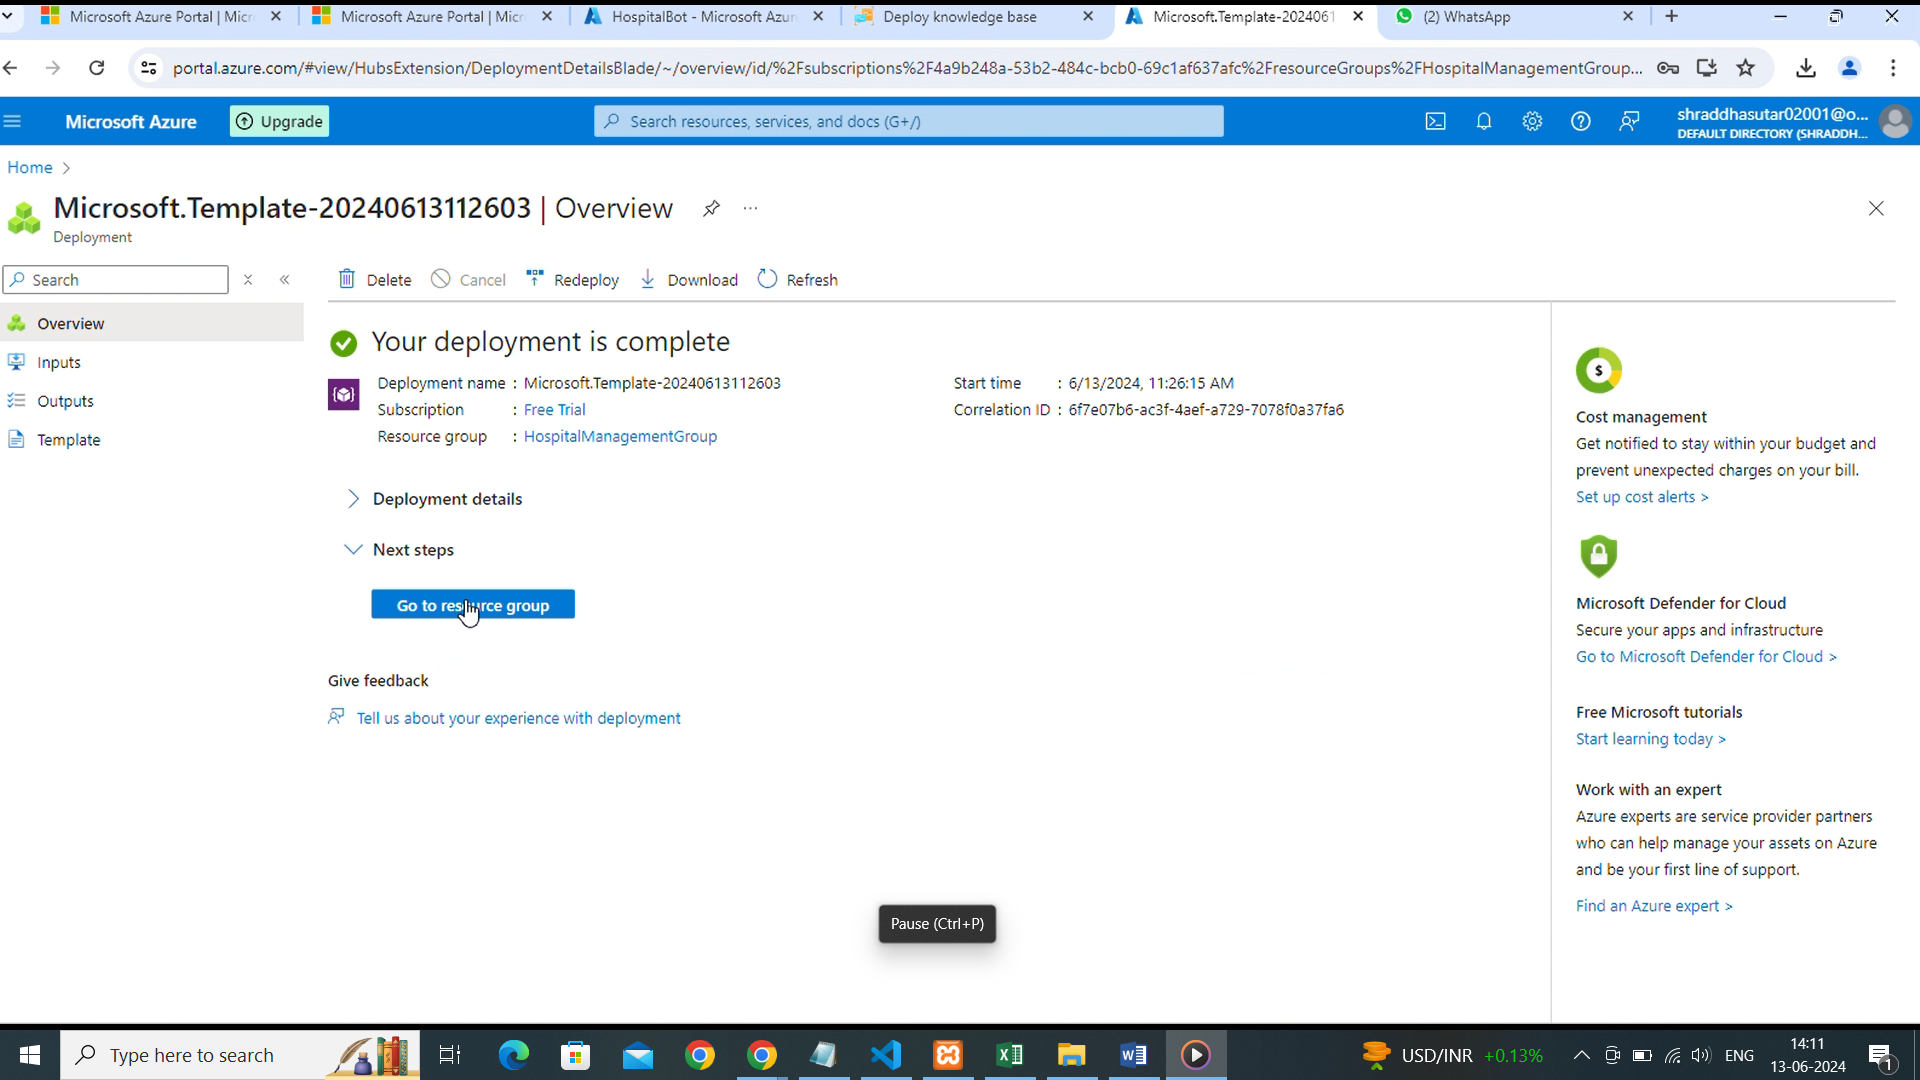 Microsoft Azure Portal | Micr
Microsoft Azure Portal | Micr
HospitalBot - Microsoft Azur
Deploy knowledge base
Microsoft.Template-2024061
(2) WhatsApp
portal.azure.com/#view/HubsExtension/DeploymentDetailsBlade/~/overview/id/%2Fsubscriptions%2F4a9b248a-53b2-484c-bcb0-69c1af637afc%2FresourceGroups%2FHospitalManagementGroup...
Microsoft Azure
Upgrade
Search resources, services, and docs (G+/)
shraddhasutar02001@o...
DEFAULT DIRECTORY (SHRADDH...
Home
Microsoft.Template-20240613112603 | Overview
Deployment
Search
Overview
Inputs
Outputs
Template
Delete
Cancel
Redeploy
Download
Refresh
Your deployment is complete
Deployment name : Microsoft.Template-20240613112603
Subscription : Free Trial
Resource group : HospitalManagementGroup
Start time : 6/13/2024, 11:26:15 AM
Correlation ID : 6f7e07b6-ac3f-4aef-a729-7078f0a37fa6
Deployment details
Next steps
Go to resource group
Give feedback
Tell us about your experience with deployment
Cost management
Get notified to stay within your budget and
prevent unexpected charges on your bill.
Set up cost alerts >
Microsoft Defender for Cloud
Secure your apps and infrastructure
Go to Microsoft Defender for Cloud >
Free Microsoft tutorials
Start learning today >
Work with an expert
Azure experts are service provider partners
who can help manage your assets on Azure
and be your first line of support.
Find an Azure expert >
Pause (Ctrl+P)
Type here to search
USD/INR +0.13%
ENG
14:11
13-06-2024
1